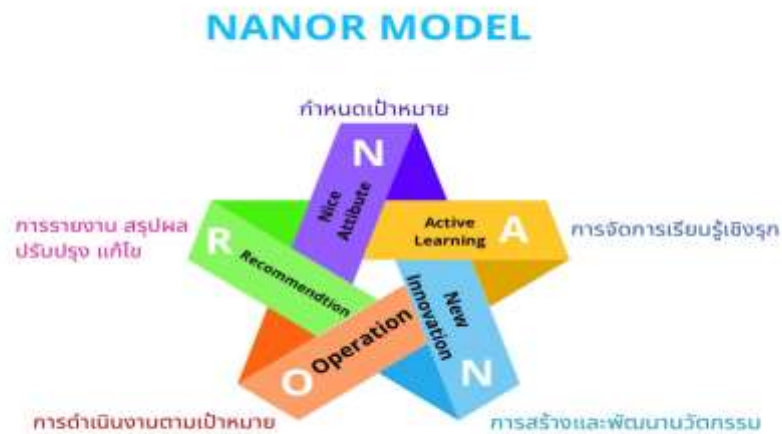 NANOR MODEL
กำหนดเป้าหมาย
N
Nice
Attibute
การรายงาน สรุปผล
ปรับปรุง แก้ไข
R
Recommendtion
Active
Learning
A
การจัดการเรียนรู้เชิงรุก
New
Innovation
N
Operation
O
การดำเนินงานตามเป้าหมาย
การสร้างและพัฒนานวัตกรรม